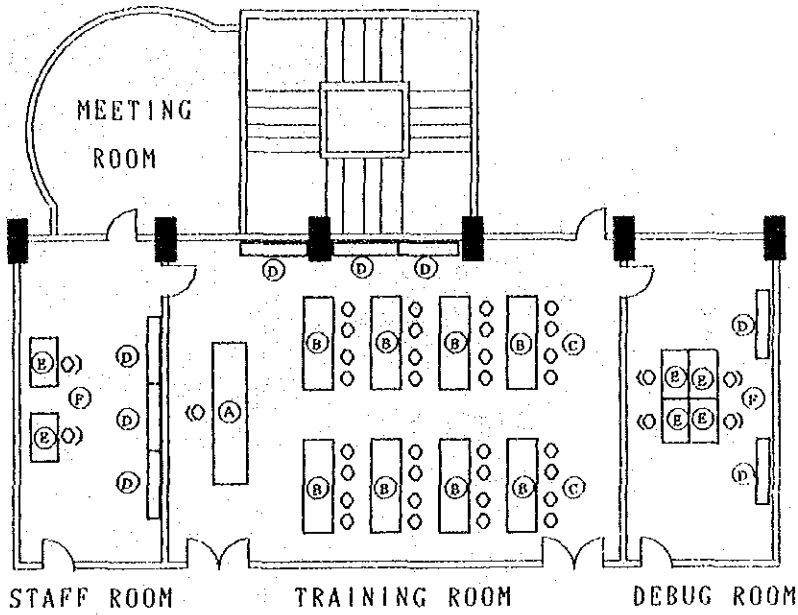 MEETING
ROOM
D D D
B B B B C
D D
E E E
F F
D E E E
A
E
D B B B B C D
STAFF ROOM TRAINING ROOM DEBUG ROOM